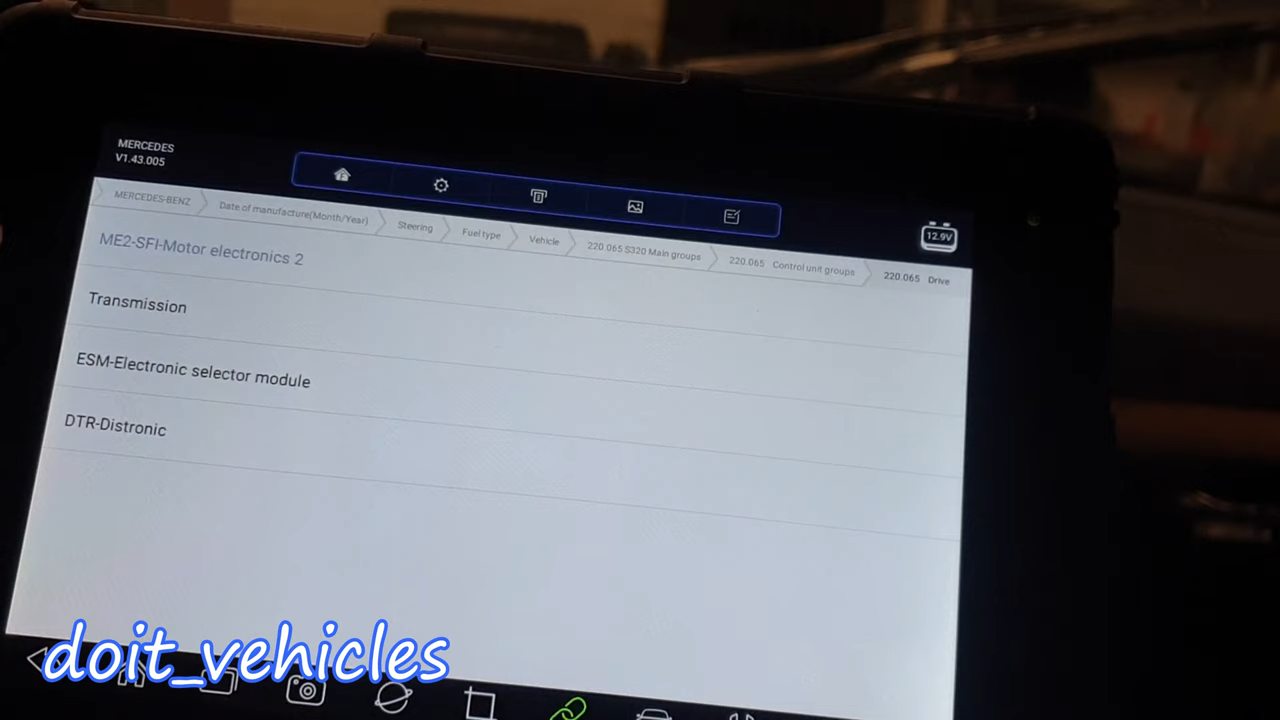 MERCEDES
V1.43.005
12.9V
MERCEDES-BENZ Date of manufacture(Month/Year) Steering Fuel type Vehicle 220 065 S320 Main groups 220.065 Control unit groups 220.065 Drive
ME2-SFI-Motor electronics 2
Transmission
ESM-Electronic selector module
DTR-Distronic
doit_vehicles